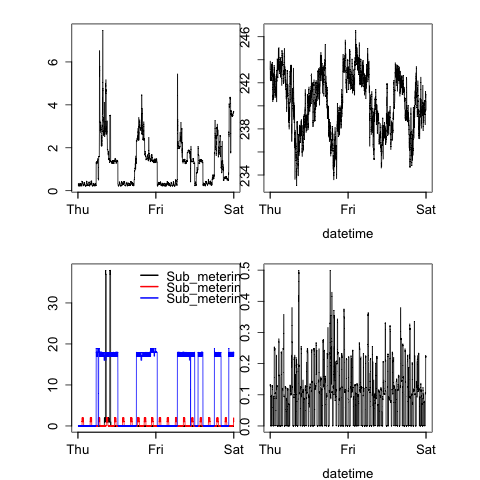 0 2 4 6
Thu Fri Sat
234 238 242 246
Thu Fri Sat
datetime
0 10 20 30
Sub_meterin
Sub_meterin
Sub_meterin
Thu Fri Sat
0.0 0.1 0.2 0.3 0.4 0.5
Thu Fri Sat
datetime